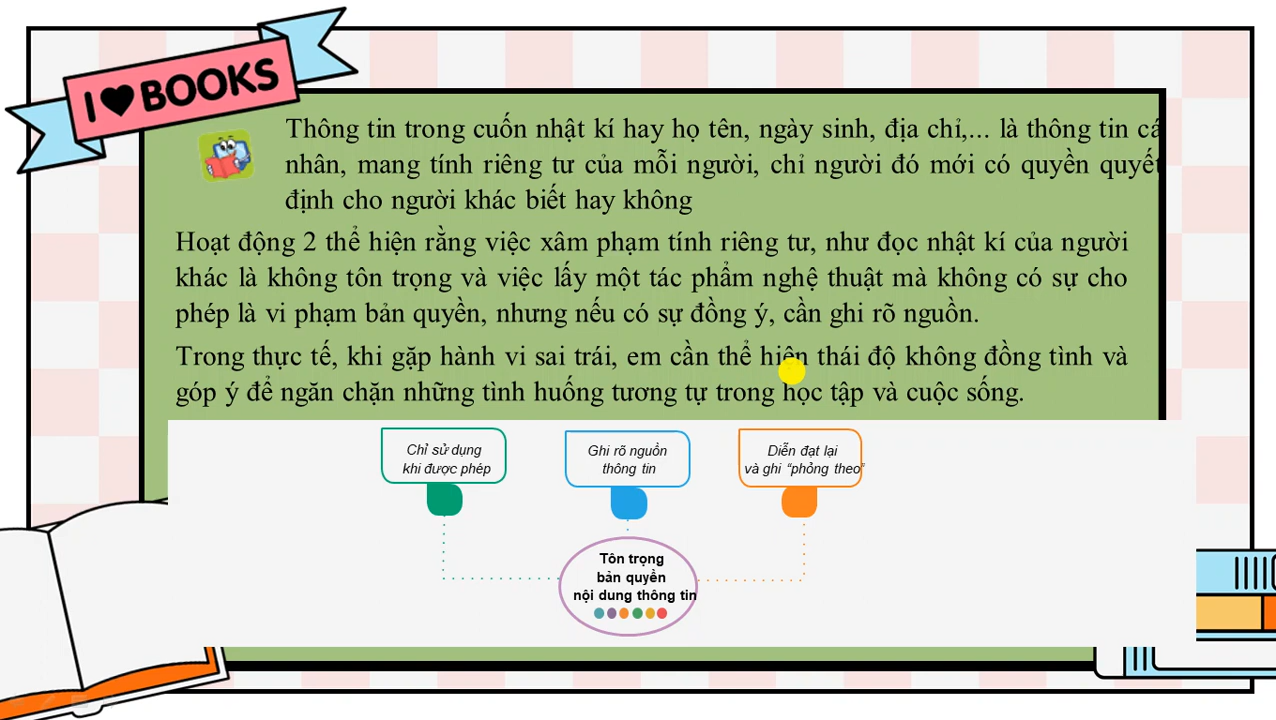 I ♥ BOOKS
Thông tin trong cuốn nhật kí hay họ tên, ngày sinh, địa chỉ,... là thông tin cá
nhân, mang tính riêng tư của mỗi người, chỉ người đó mới có quyền quyết
định cho người khác biết hay không
Hoạt động 2 thể hiện rằng việc xâm phạm tính riêng tư, như đọc nhật kí của người
khác là không tôn trọng và việc lấy một tác phẩm nghệ thuật mà không có sự cho
phép là vi phạm bản quyền, nhưng nếu có sự đồng ý, cần ghi rõ nguồn.
Trong thực tế, khi gặp hành vi sai trái, em cần thể hiện thái độ không đồng tình và
góp ý để ngăn chặn những tình huống tương tự trong học tập và cuộc sống.
Chỉ sử dụng
khi được phép
Ghi rõ nguồn
thông tin
Diễn đạt lại
và ghi “phỏng theo”
Tôn trọng
bản quyền
nội dung thông tin